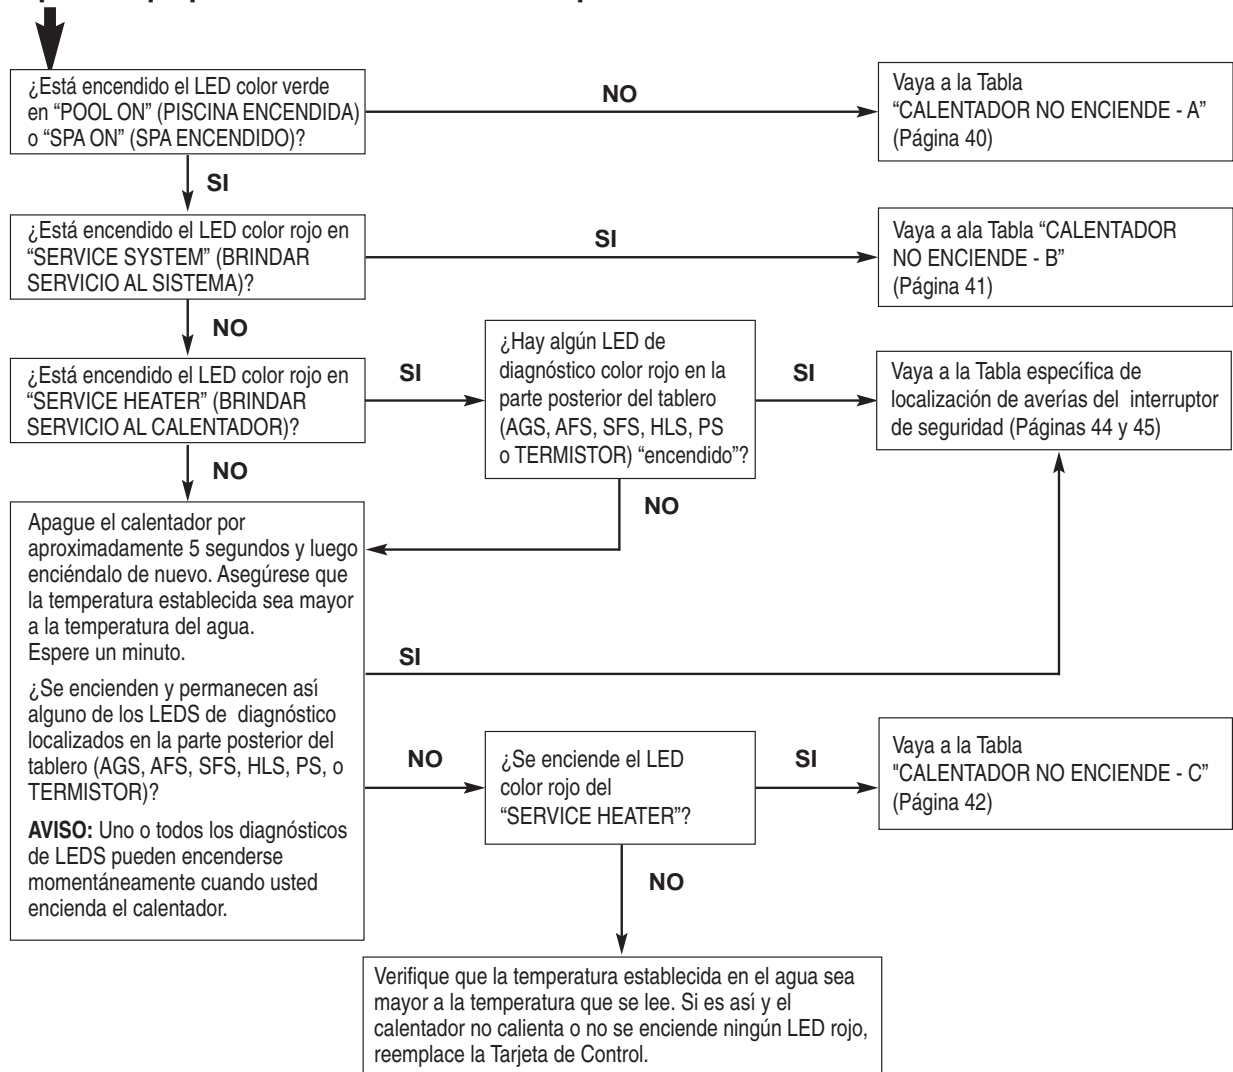 ¿Está encendido el LED color verde
en “POOL ON” (PISCINA ENCENDIDA)
o “SPA ON” (SPA ENCENDIDO)?
NO
Vaya a la Tabla
“CALENTADOR NO ENCIENDE - A”
(Página 40)
SI
¿Está encendido el LED color rojo en
“SERVICE SYSTEM” (BRINDAR
SERVICIO AL SISTEMA)?
SI
Vaya a ala Tabla “CALENTADOR
NO ENCIENDE - B”
(Página 41)
NO
¿Está encendido el LED color rojo en
“SERVICE HEATER” (BRINDAR
SERVICIO AL CALENTADOR)?
SI
¿Hay algún LED de
diagnóstico color rojo en la
parte posterior del tablero
(AGS, AFS, SFS, HLS, PS
o TERMISTOR) “encendido”?
SI
Vaya a la Tabla específica de
localización de averías del interruptor
de seguridad (Páginas 44 y 45)
NO
NO
Apague el calentador por
aproximadamente 5 segundos y luego
enciéndalo de nuevo. Asegúrese que
la temperatura establecida sea mayor
a la temperatura del agua.
Espere un minuto.
¿Se encienden y permanecen así
alguno de los LEDS de diagnóstico
localizados en la parte posterior del
tablero (AGS, AFS, SFS, HLS, PS, o
TERMISTOR)?
AVISO: Uno o todos los diagnósticos
de LEDS pueden encenderse
momentáneamente cuando usted
encienda el calentador.
SI
NO
¿Se enciende el LED
color rojo del
“SERVICE HEATER”?
SI
Vaya a la Tabla
"CALENTADOR NO ENCIENDE - C”
(Página 42)
NO
Verifique que la temperatura establecida en el agua sea
mayor a la temperatura que se lee. Si es así y el
calentador no calienta o no se enciende ningún LED rojo,
reemplace la Tarjeta de Control.